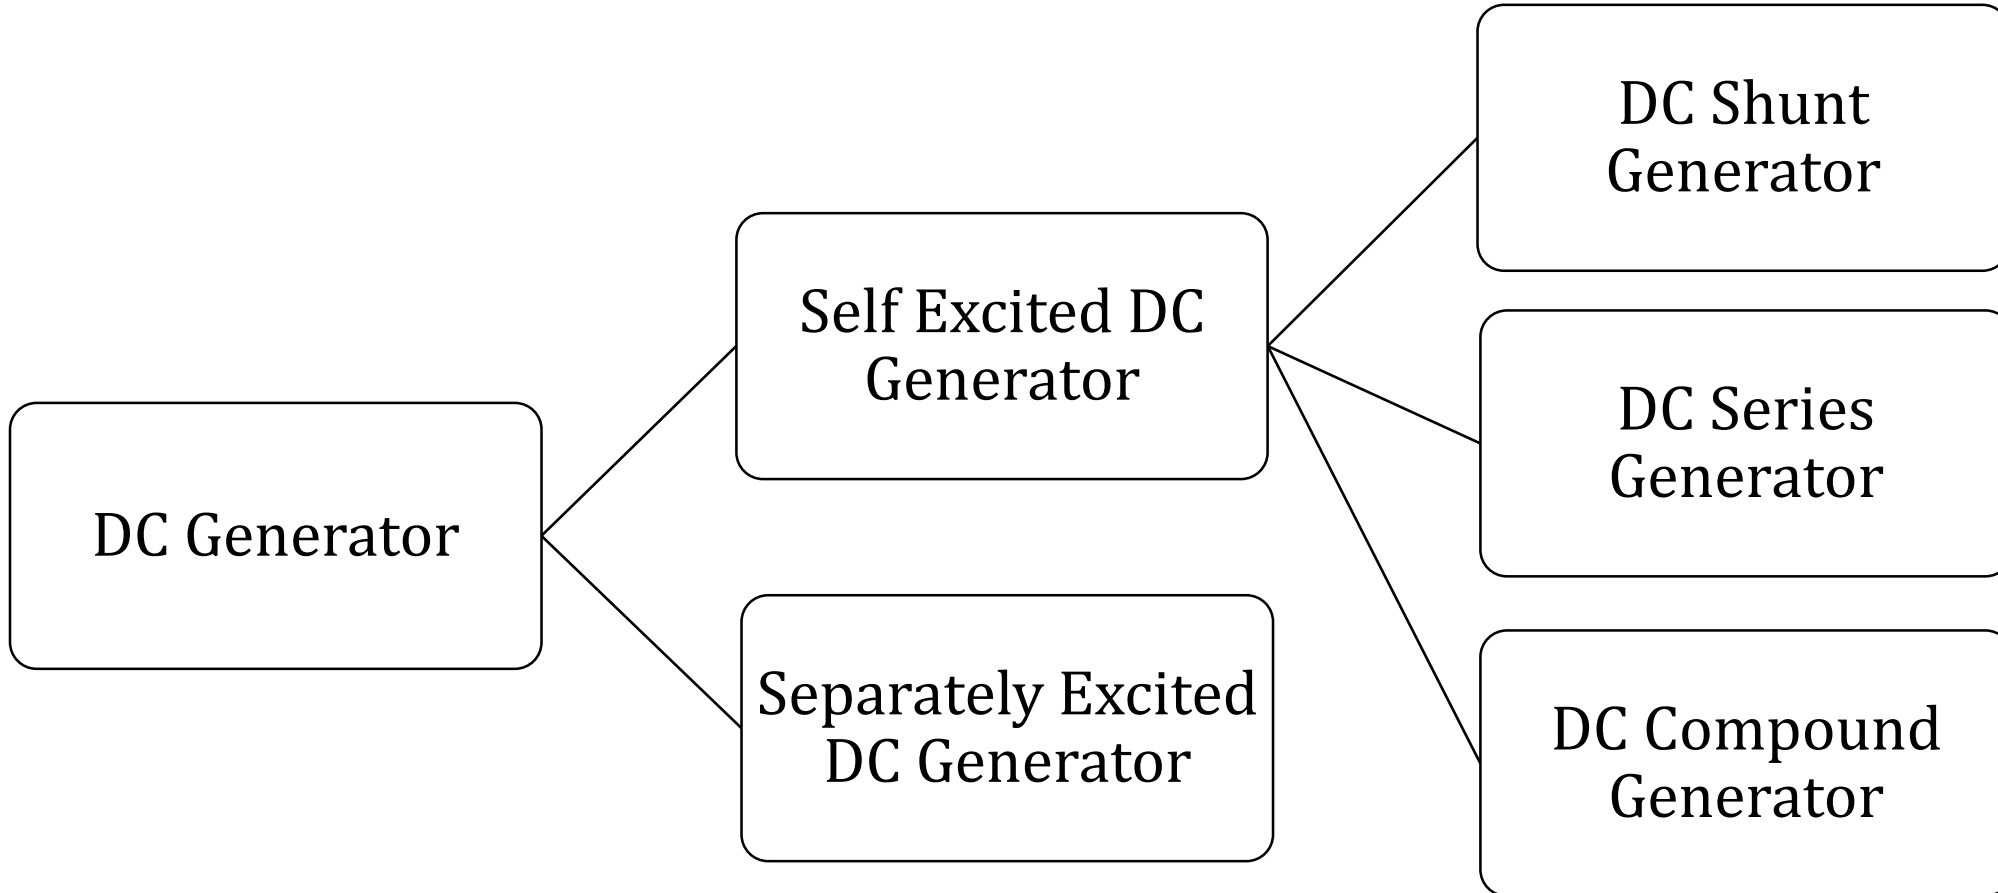 DC Generator
Self Excited DC
Generator
Separately Excited
DC Generator
DC Shunt
Generator
DC Series
Generator
DC Compound
Generator